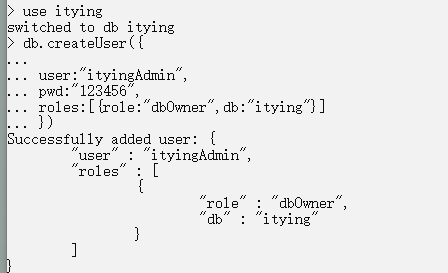 > use itying
switched to db itying
> db.createUser({
...
... user:"ityingAdmin",
... pwd:"123456",
... roles:[{role:"dbOwner",db:"itying"}]
... })
Successfully added user: {
        "user" : "ityingAdmin",
        "roles" : [
                {
                        "role" : "dbOwner",
                        "db" : "itying"
                }
        ]
}